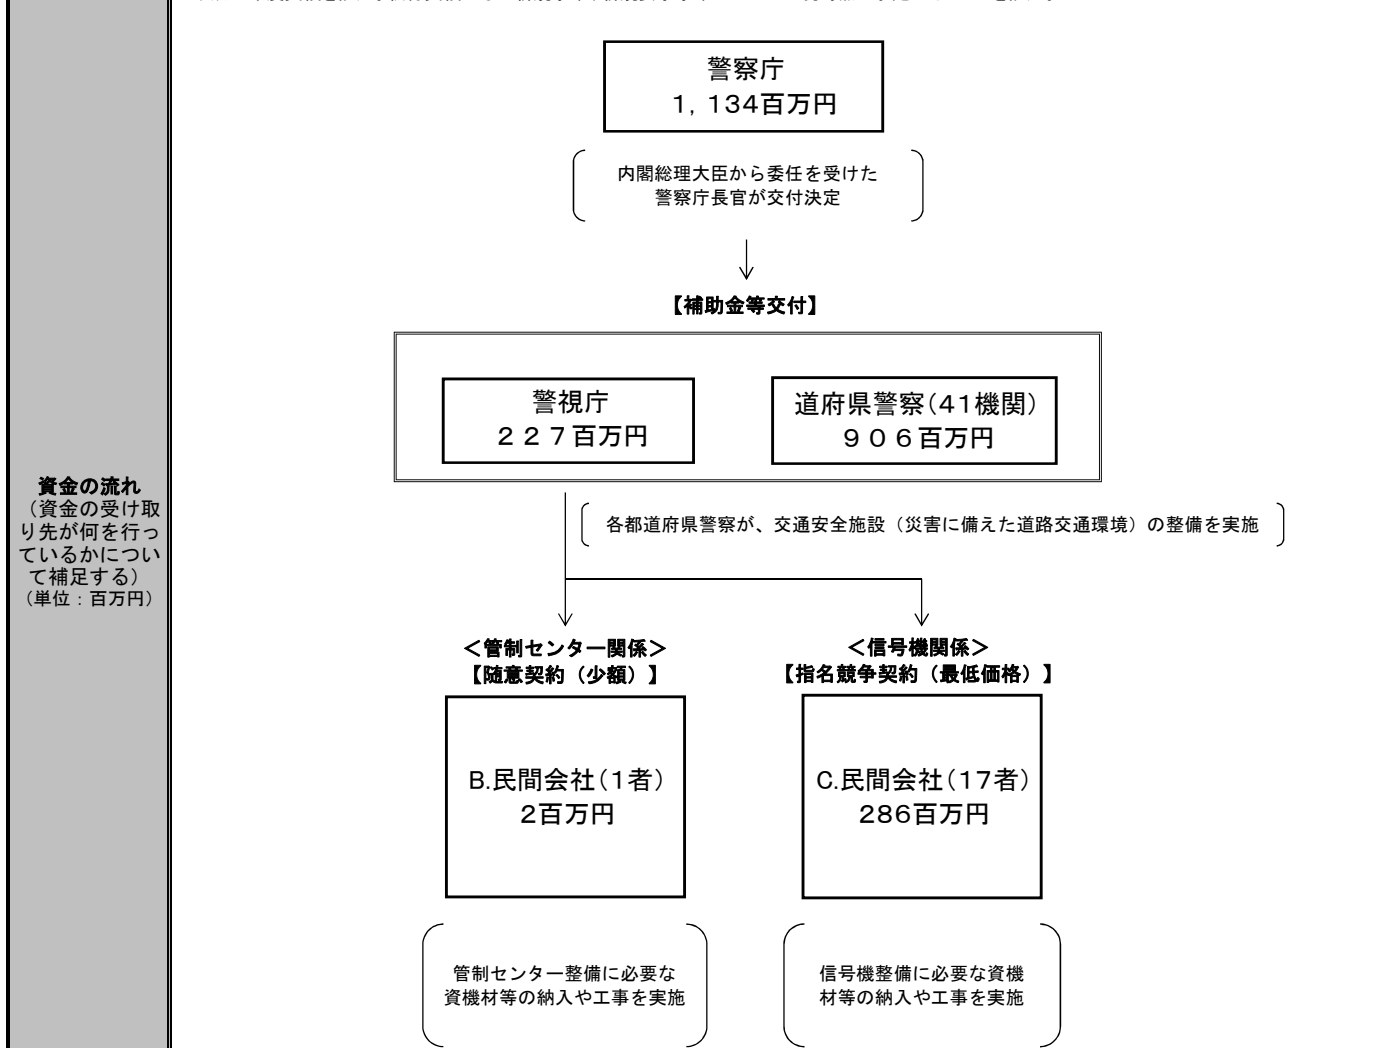 警察庁
1，134百万円
内閣総理大臣から委任を受けた
警察庁長官が交付決定
【補助金等交付】
警視庁
２２７百万円
道府県警察（41機関）
９０６百万円
資金の流れ
（資金の受け取
り先が何を行っ
ているかについ
て補足する）
（単位：百万円）
各都道府県警察が、交通安全施設（災害に備えた道路交通環境）の整備を実施
＜管制センター関係＞
【随意契約（少額）】
＜信号機関係＞
【指名競争契約（最低価格）】
B.民間会社（1者）
2百万円
C.民間会社（17者）
286百万円
管制センター整備に必要な
資機材等の納入や工事を実施
信号機整備に必要な資機
材等の納入や工事を実施